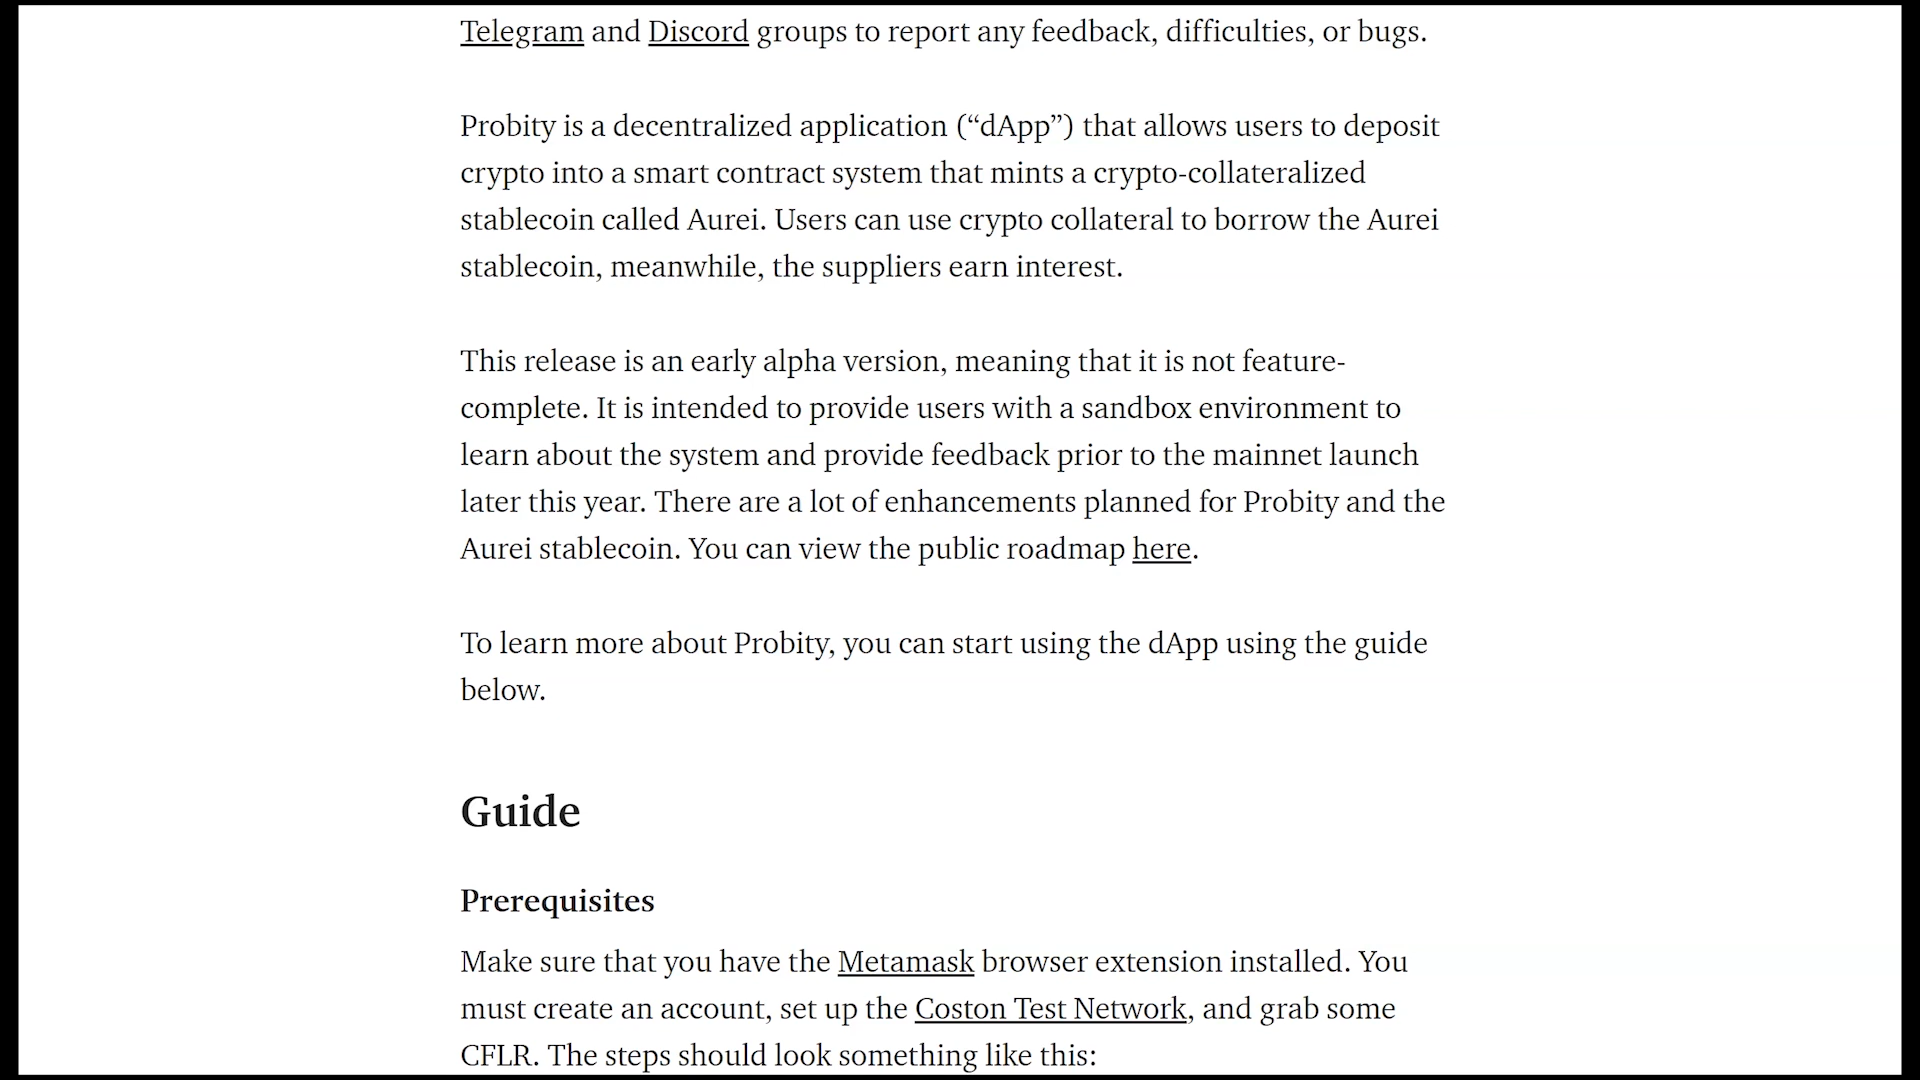 Telegram and Discord groups to report any feedback, difficulties, or bugs.
Probity is a decentralized application (“dApp”) that allows users to deposit
crypto into a smart contract system that mints a crypto-collateralized
stablecoin called Aurei. Users can use crypto collateral to borrow the Aurei
stablecoin, meanwhile, the suppliers earn interest.
This release is an early alpha version, meaning that it is not feature-
complete. It is intended to provide users with a sandbox environment to
learn about the system and provide feedback prior to the mainnet launch
later this year. There are a lot of enhancements planned for Probity and the
Aurei stablecoin. You can view the public roadmap here.
To learn more about Probity, you can start using the dApp using the guide
below.
Guide
Prerequisites
Make sure that you have the Metamask browser extension installed. You
must create an account, set up the Coston Test Network, and grab some
CFLR. The steps should look something like this: